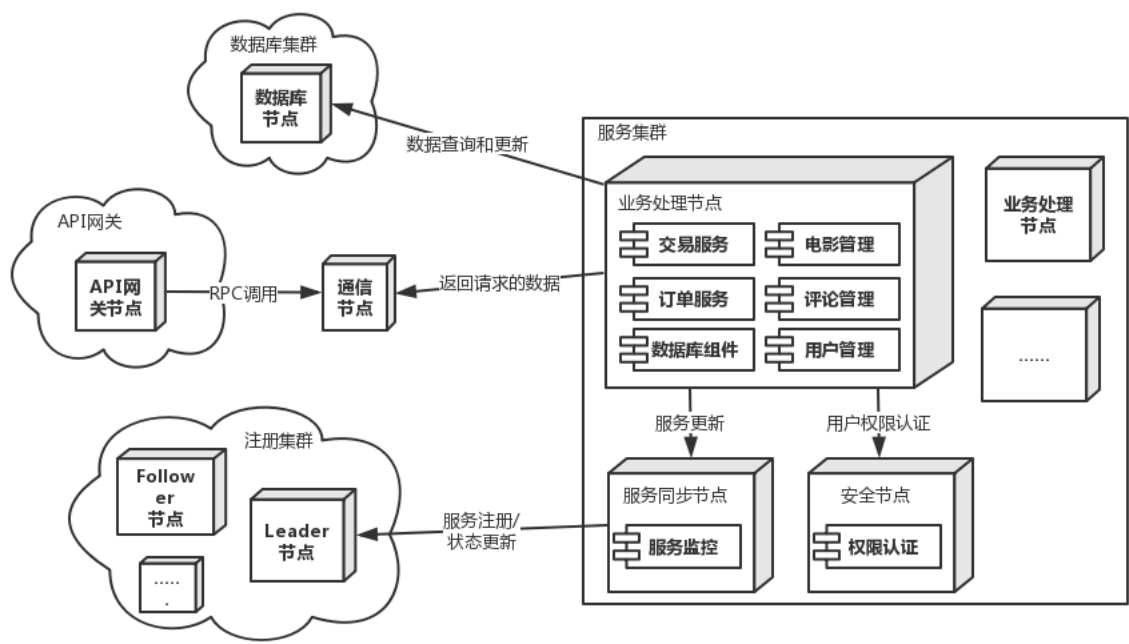 数据库集群
数据库
节点
数据查询和更新
服务集群
业务处理节点
交易服务
电影管理
订单服务
评论管理
数据库组件
用户管理
业务处理
节点
......
API网关
API网
关节点
RPC调用
通信
节点
返回请求的数据
服务更新
用户权限认证
注册集群
Follow
er
节点
Leader
节点
.....
.
服务注册/
状态更新
服务同步节点
服务监控
安全节点
权限认证